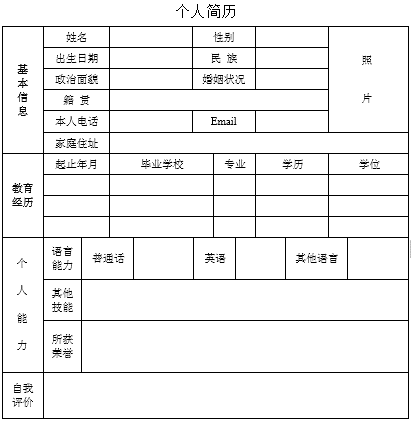 个人简历
姓名 性别
出生日期 民 族
基本信息 政治面貌 婚姻状况 照片
籍 贯
本人电话 Email
家庭住址
起止年月 毕业学校 专业 学历 学位
教育
经历
语言
能力 普通话 英语 其他语言
个人能力
其他
技能
所获
荣誉
自我
评价